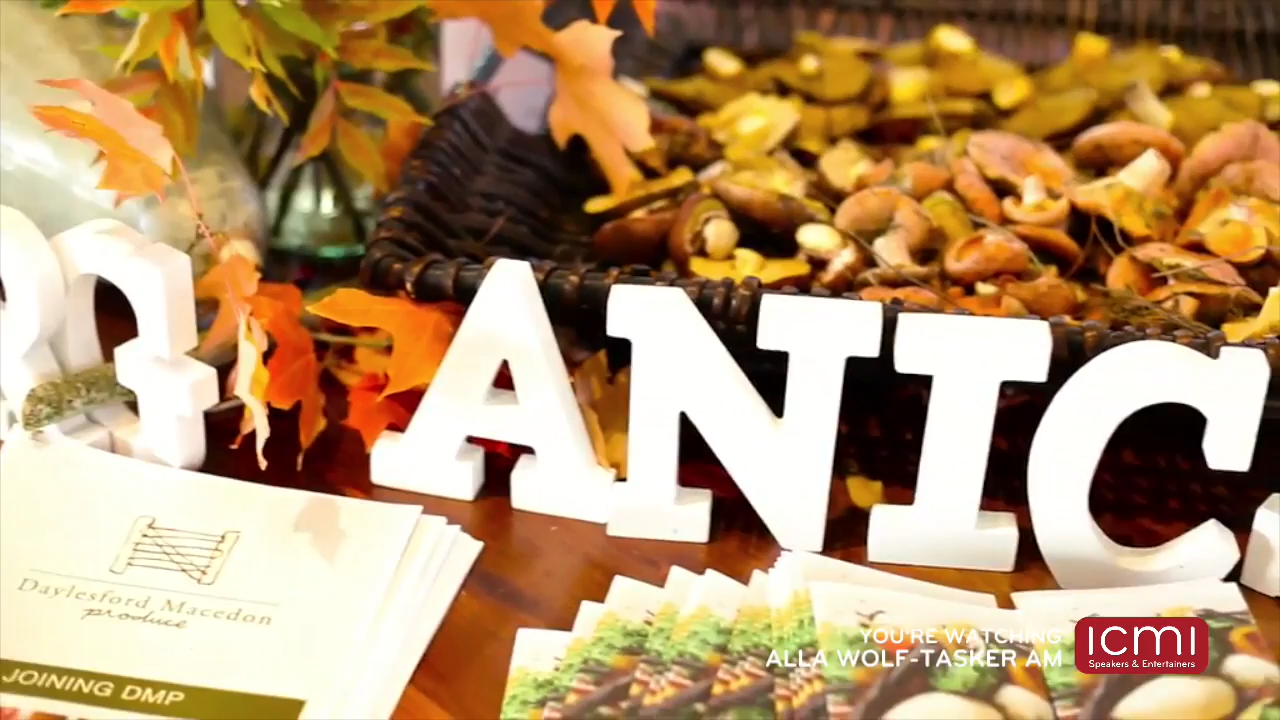 ANIC
Daylesford Macedon
produce
JOINING DMP
YOU'RE WATCHING
ALLA WOLF-TASKER AM
ICMI
Speakers & Entertainers